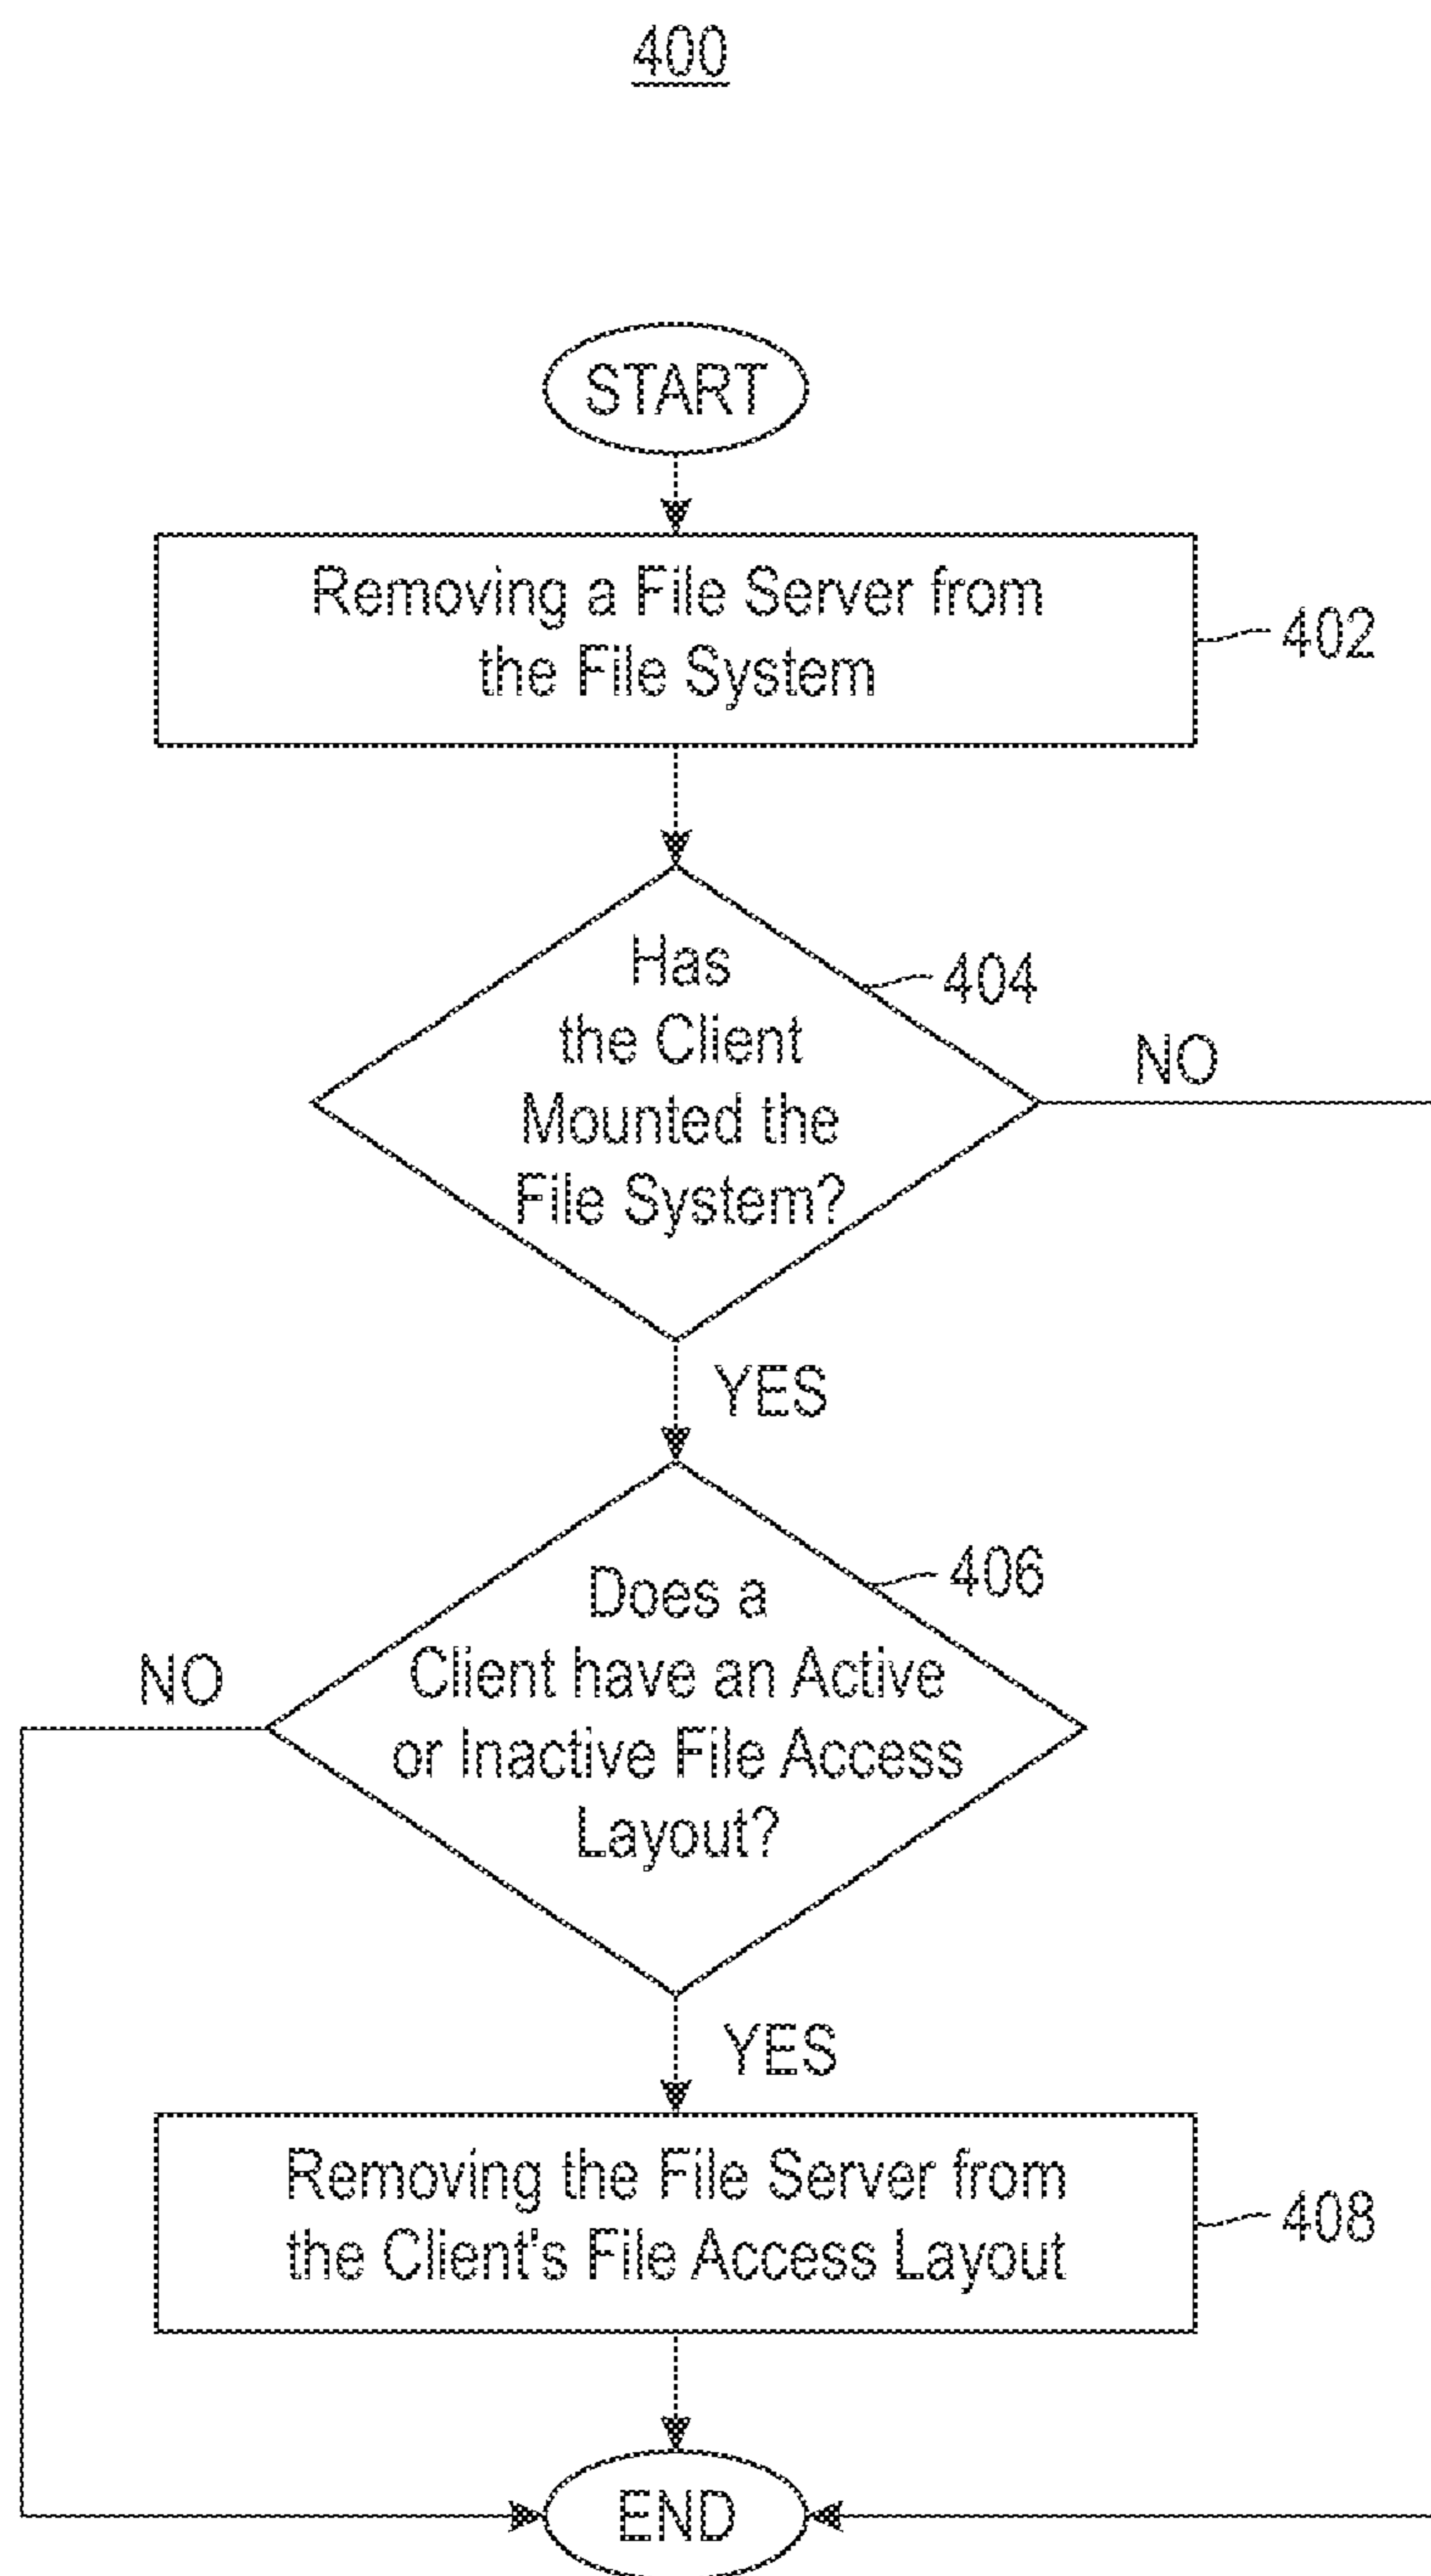 400
START
Removing a File Server from
the File System
402
Has
the Client
Mounted the
File System?
404
NO
YES
Does a
Client have an Active
or Inactive File Access
Layout?
406
NO
YES
Removing the File Server from
the Client's File Access Layout
408
END